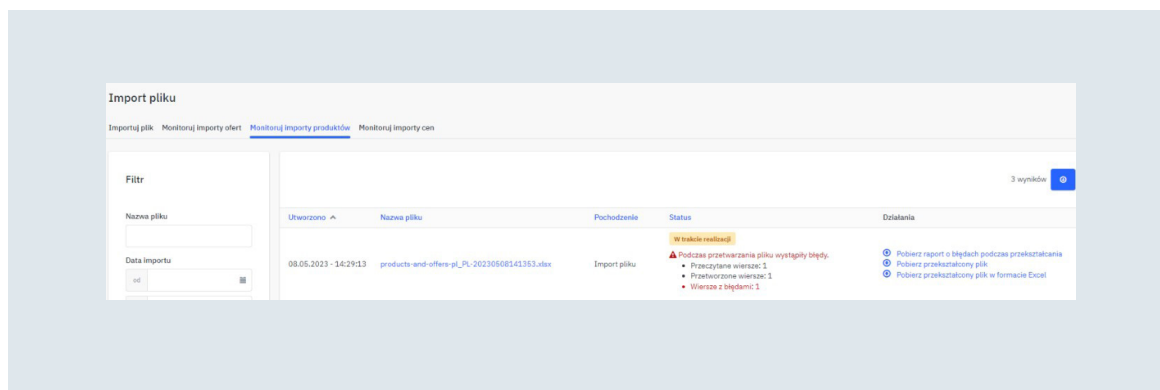 Import pliku
Importuj plik Monitoruj importy ofert Monitoruj importy produktów Monitoruj importy cen
Filtr
3 wyników
Nazwa pliku
Utworzono Nazwa pliku Pochodzenie Status Działania
W trakcie realizacji
Data importu
od
08.05.2023 - 14:29:13 products-and-offers-pl_PL-20230508141353.xlsx Import pliku
Podczas przetwarzania pliku wystąpiły błędy.
Przeczytane wiersze: 1
Przetworzone wiersze: 1
Wiersze z błędami: 1
Pobierz raport o błędach podczas przekształcania
Pobierz przekształcony plik
Pobierz przekształcony plik w formacie Excel